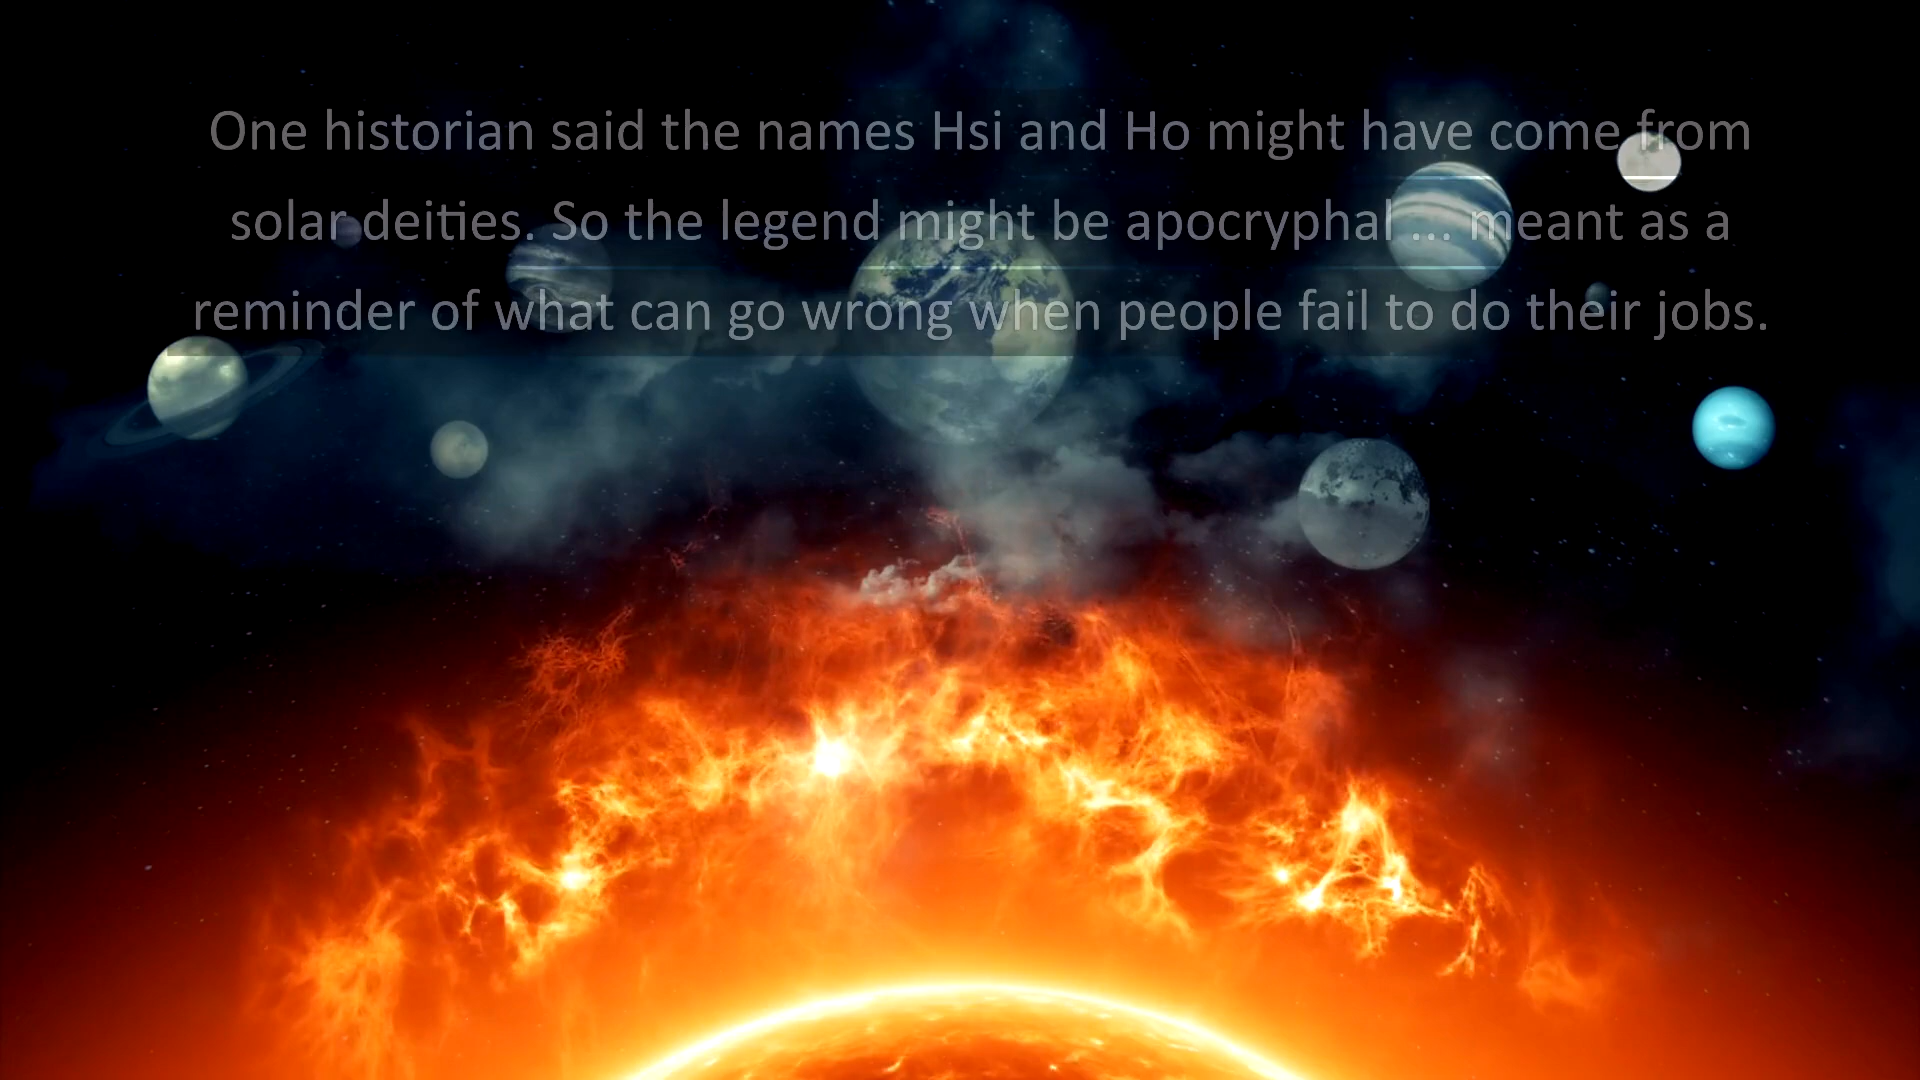 One historian said the names Hsi and Ho might have come from
solar deities. So the legend might be apocryphal ... meant as a
reminder of what can go wrong when people fail to do their jobs.